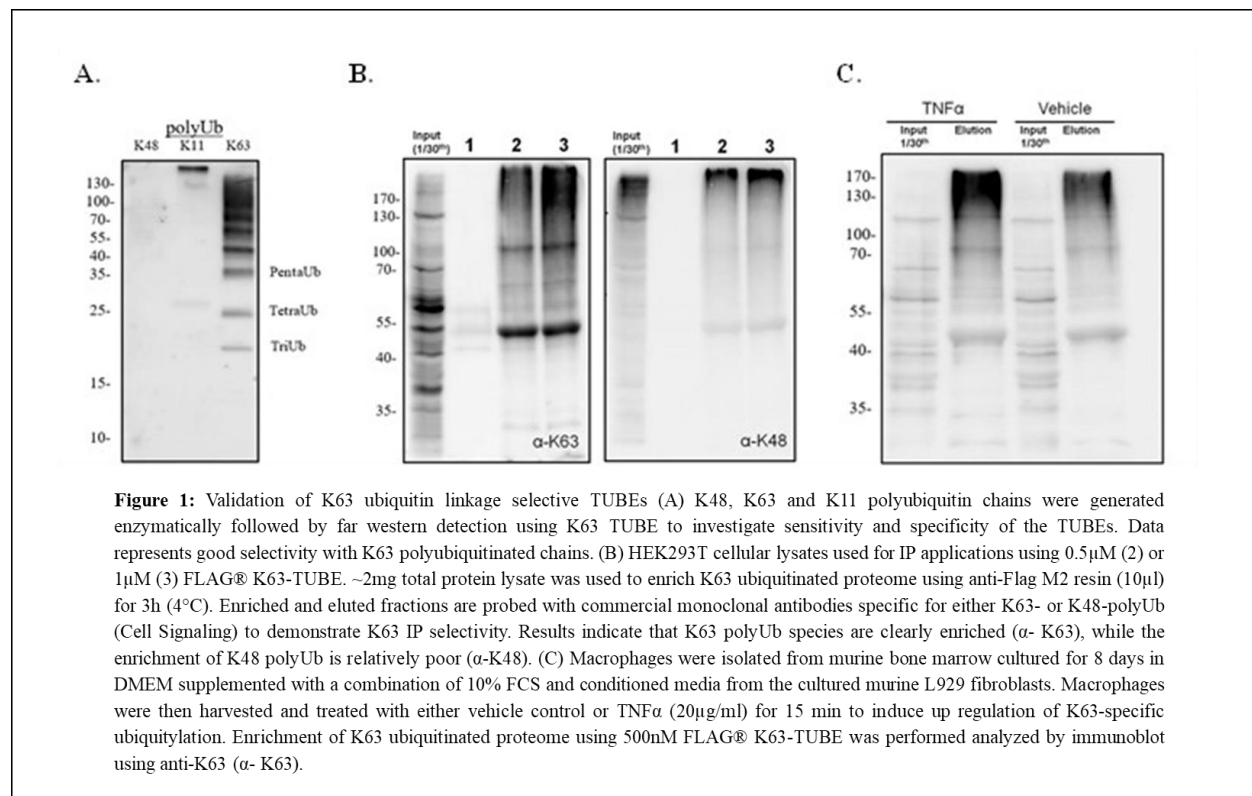 A.
B.
C.
polyUb
K48 K11 K63
130-
100-
70-
55-
40-
35-
25-
15-
10-
PentaUb
TetraUb
TriUb
Input
(1/30th)
1 2 3
170-
130-
100-
70-
55-
40-
35-
α-K63
Input
(1/30th)
1 2 3
α-K48
TNFα Vehicle
Input
1/30th
Elution
Input
1/30th
Elution
170-
130-
100-
70-
55-
40-
35-
Figure 1: Validation of K63 ubiquitin linkage selective TUBEs (A) K48, K63 and K11 polyubiquitin chains were generated
enzymatically followed by far western detection using K63 TUBE to investigate sensitivity and specificity of the TUBEs. Data
represents good selectivity with K63 polyubiquitinated chains. (B) HEK293T cellular lysates used for IP applications using 0.5µM (2) or
1µM (3) FLAG® K63-TUBE. ~2mg total protein lysate was used to enrich K63 ubiquitinated proteome using anti-Flag M2 resin (10µl)
for 3h (4°C). Enriched and eluted fractions are probed with commercial monoclonal antibodies specific for either K63- or K48-polyUb
(Cell Signaling) to demonstrate K63 IP selectivity. Results indicate that K63 polyUb species are clearly enriched (α- K63), while the
enrichment of K48 polyUb is relatively poor (α-K48). (C) Macrophages were isolated from murine bone marrow cultured for 8 days in
DMEM supplemented with a combination of 10% FCS and conditioned media from the cultured murine L929 fibroblasts. Macrophages
were then harvested and treated with either vehicle control or TNFα (20µg/ml) for 15 min to induce up regulation of K63-specific
ubiquitylation. Enrichment of K63 ubiquitinated proteome using 500nM FLAG® K63-TUBE was performed analyzed by immunoblot
using anti-K63 (α- K63).